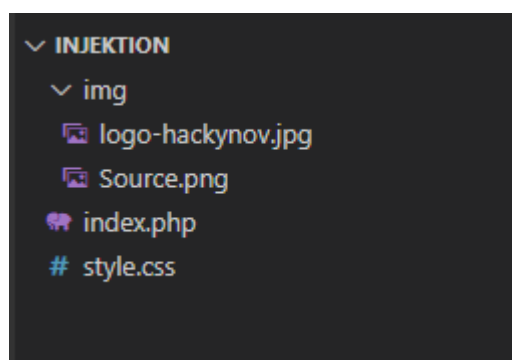 INJEKTION
img
logo-hackynov.jpg
Source.png
index.php
# style.css